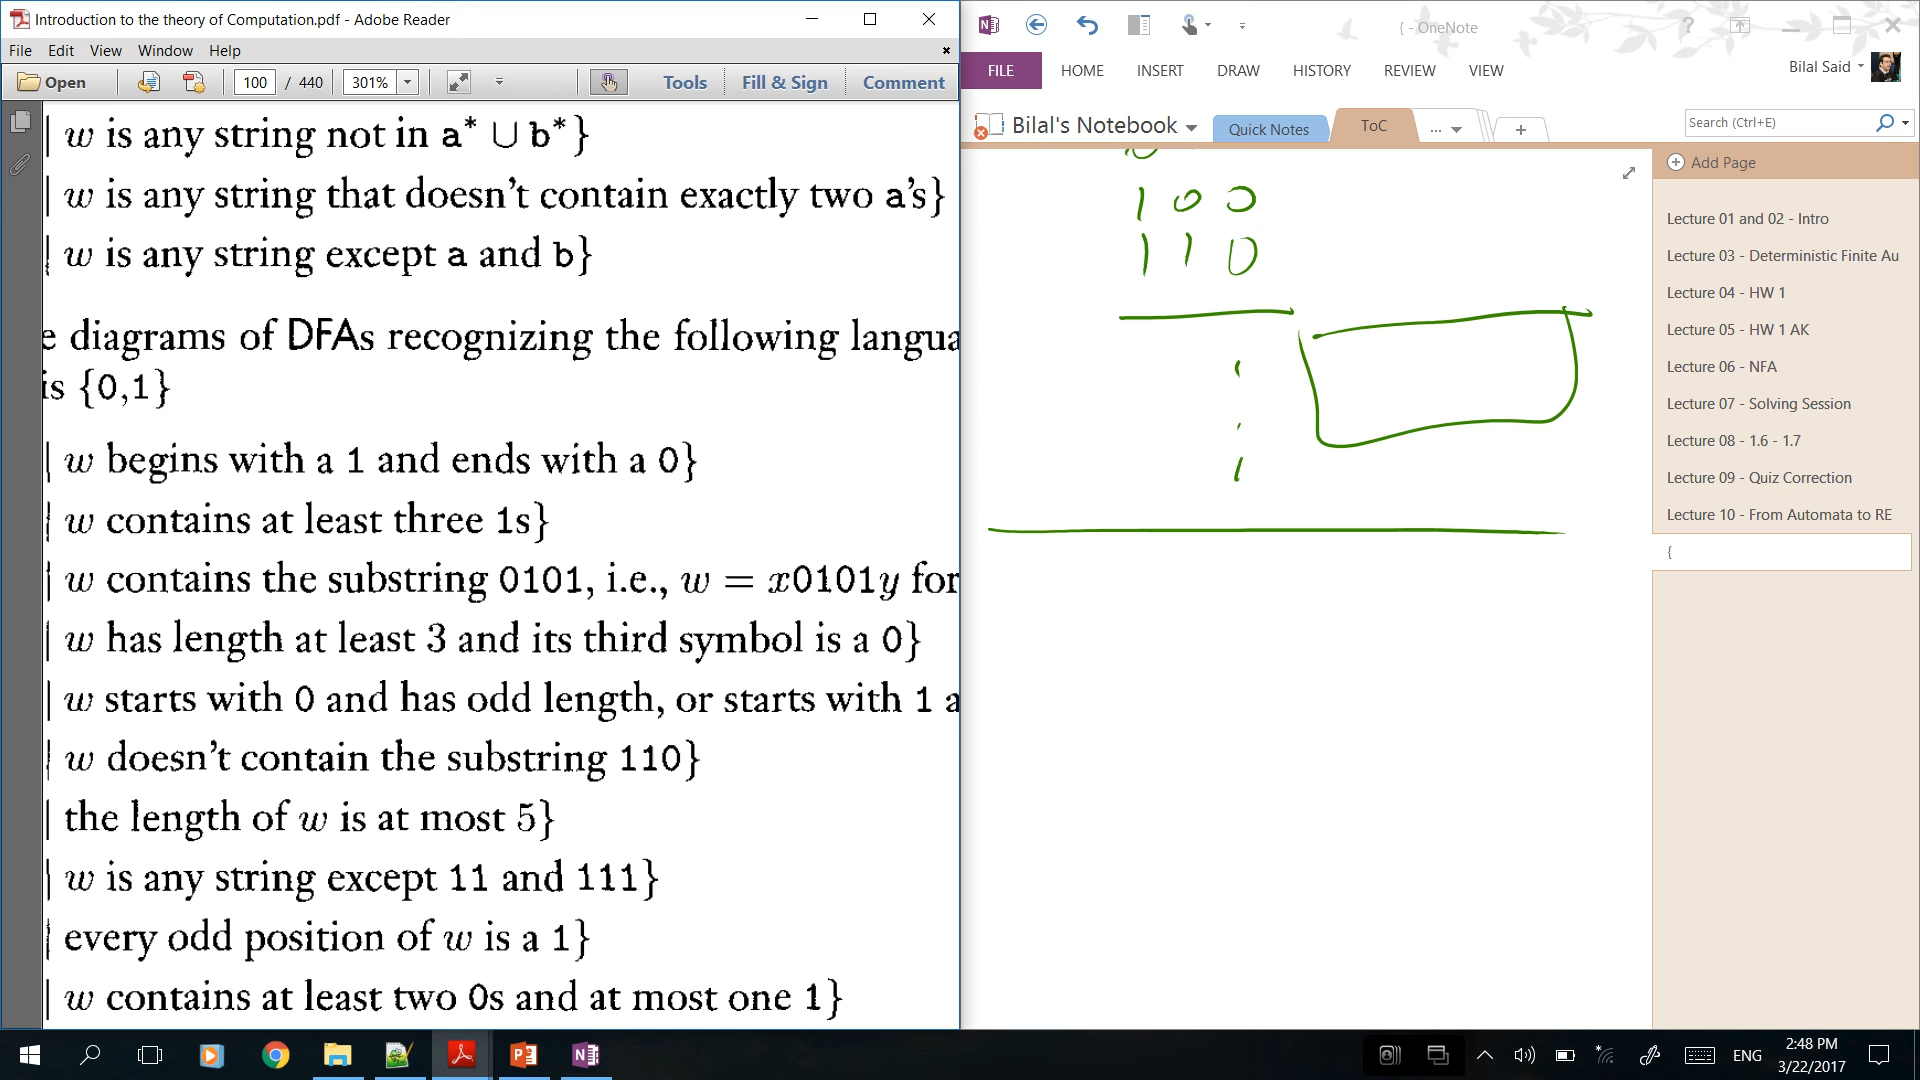 Introduction to the theory of Computation.pdf - Adobe Reader
File Edit View Window Help
Open 100 / 440 301% Tools Fill & Sign Comment
| w is any string not in a* ∪ b*}
| w is any string that doesn't contain exactly two a's}
| w is any string except a and b}
e diagrams of DFAs recognizing the following langua
is {0,1}
| w begins with a 1 and ends with a 0}
| w contains at least three 1s}
| w contains the substring 0101, i.e., w = x0101y for
| w has length at least 3 and its third symbol is a 0}
| w starts with 0 and has odd length, or starts with 1 a
| w doesn't contain the substring 110}
| the length of w is at most 5}
| w is any string except 11 and 111}
| every odd position of w is a 1}
| w contains at least two 0s and at most one 1}
{ - OneNote
FILE HOME INSERT DRAW HISTORY REVIEW VIEW
Bilal Said
Bilal's Notebook Quick Notes ToC ...
Search (Ctrl+E)
1 0 0
1 1 0
Add Page
Lecture 01 and 02 - Intro
Lecture 03 - Deterministic Finite Au
Lecture 04 - HW 1
Lecture 05 - HW 1 AK
Lecture 06 - NFA
Lecture 07 - Solving Session
Lecture 08 - 1.6 - 1.7
Lecture 09 - Quiz Correction
Lecture 10 - From Automata to RE
{
ENG
2:48 PM
3/22/2017